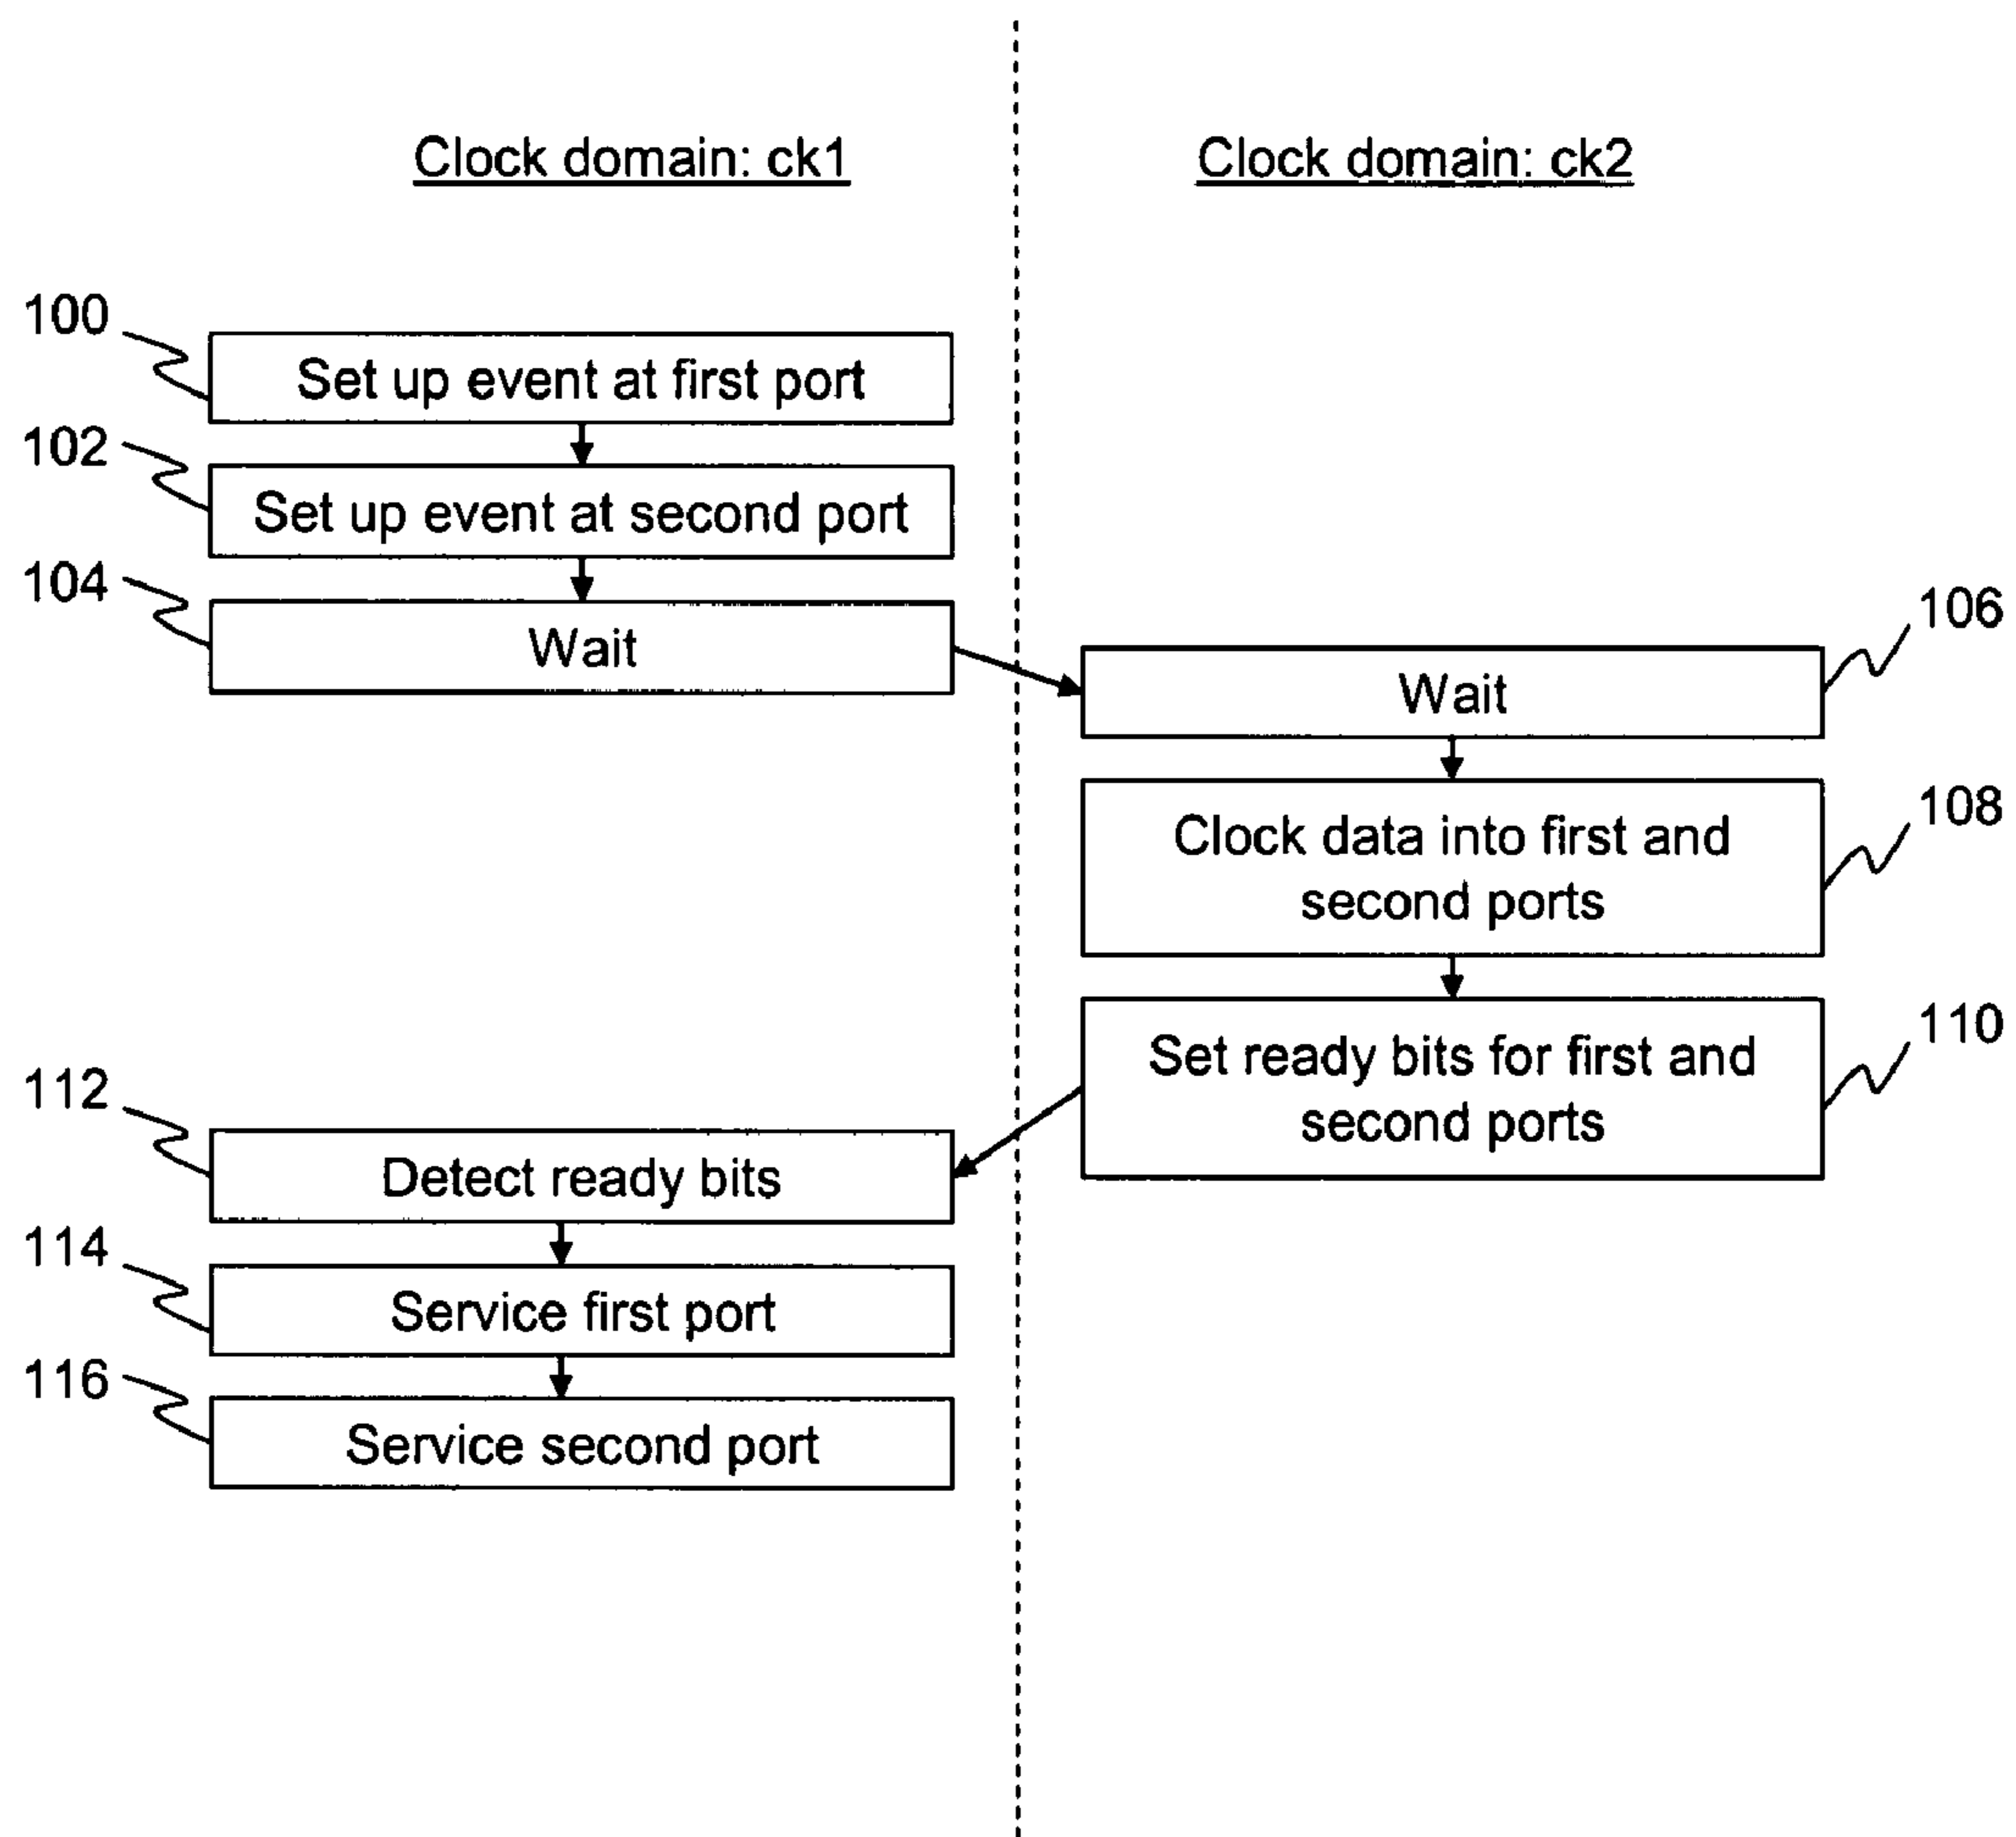 Clock domain: ck1
Clock domain: ck2
100
Set up event at first port
102
Set up event at second port
104
Wait
106
Wait
108
Clock data into first and
second ports
110
Set ready bits for first and
second ports
112
Detect ready bits
114
Service first port
116
Service second port